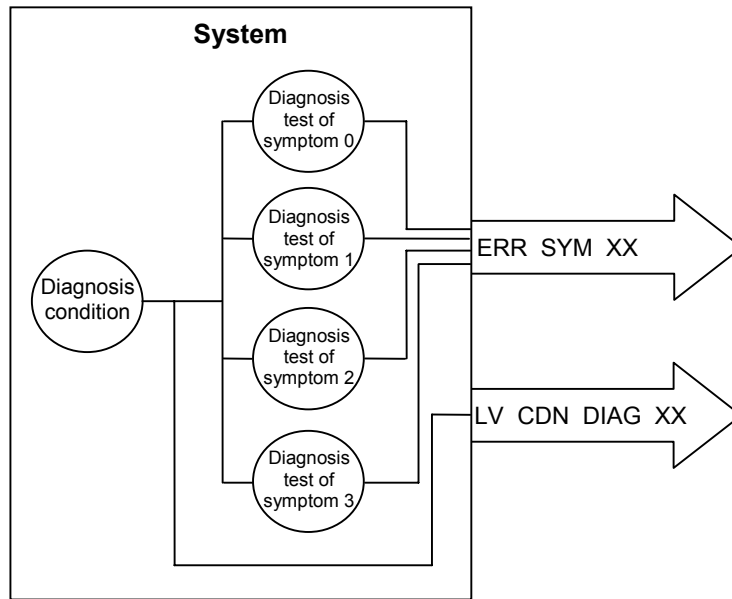 System
Diagnosis
test of
symptom 0
Diagnosis
test of
symptom 1
Diagnosis
condition
Diagnosis
test of
symptom 2
Diagnosis
test of
symptom 3
ERR SYM XX
LV CDN DIAG XX